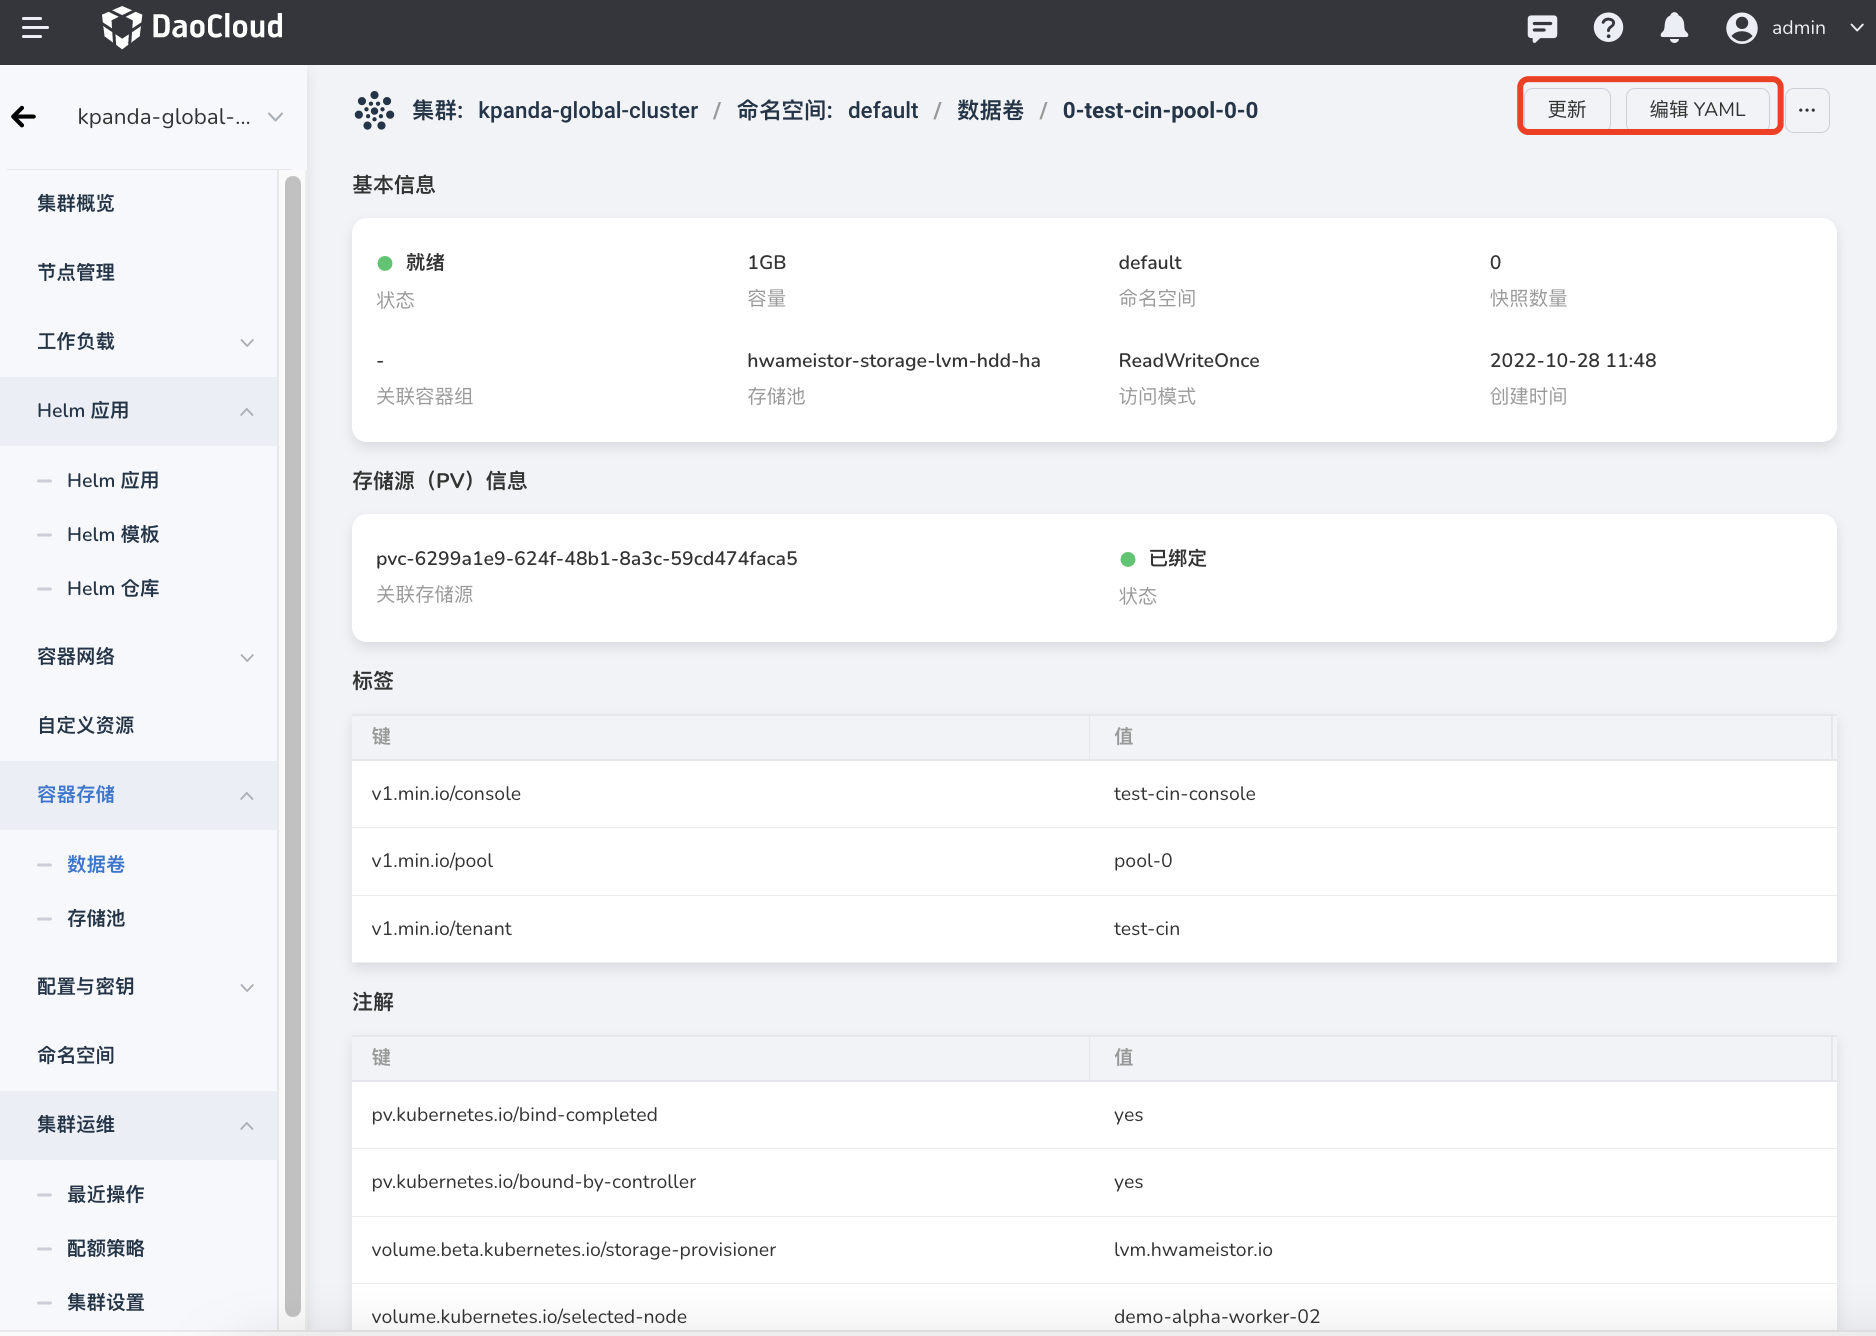 DaoCloud
admin
kpanda-global-...
集群概览
节点管理
工作负载
Helm 应用
Helm 应用
Helm 模板
Helm 仓库
容器网络
自定义资源
容器存储
数据卷
存储池
配置与密钥
命名空间
集群运维
最近操作
配额策略
集群设置
集群: kpanda-global-cluster / 命名空间: default / 数据卷 / 0-test-cin-pool-0-0
更新
编辑 YAML
基本信息
就绪
状态
1GB
容量
default
命名空间
0
快照数量
-
关联容器组
hwameistor-storage-lvm-hdd-ha
存储池
ReadWriteOnce
访问模式
2022-10-28 11:48
创建时间
存储源（PV）信息
pvc-6299a1e9-624f-48b1-8a3c-59cd474faca5
关联存储源
已绑定
状态
标签
键 值
v1.min.io/console test-cin-console
v1.min.io/pool pool-0
v1.min.io/tenant test-cin
注解
键 值
pv.kubernetes.io/bind-completed yes
pv.kubernetes.io/bound-by-controller yes
volume.beta.kubernetes.io/storage-provisioner lvm.hwameistor.io
volume.kubernetes.io/selected-node demo-alpha-worker-02